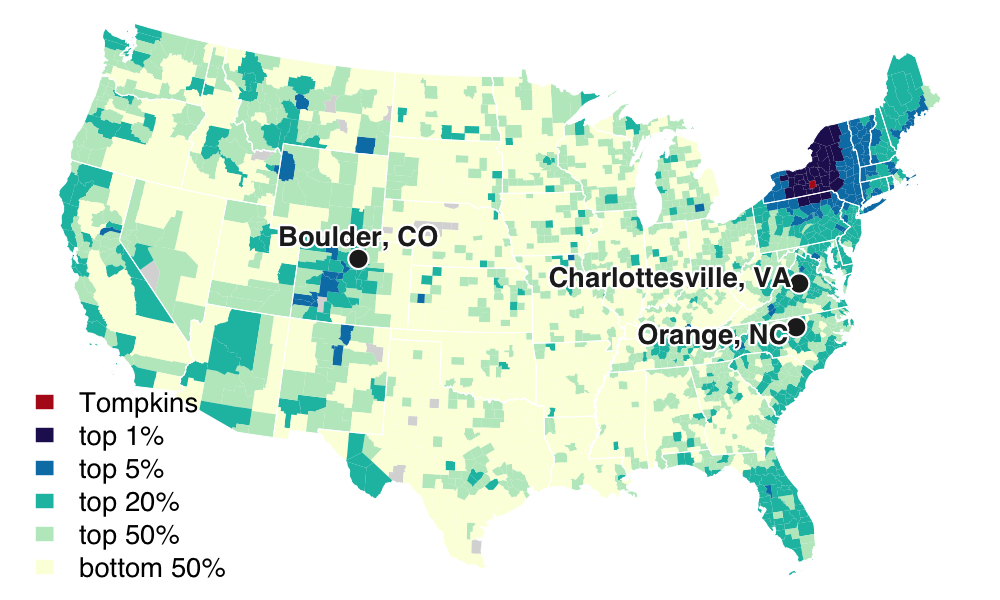 Boulder, CO
Charlottesville, VA
Orange, NC
Tompkins
top 1%
top 5%
top 20%
top 50%
bottom 50%